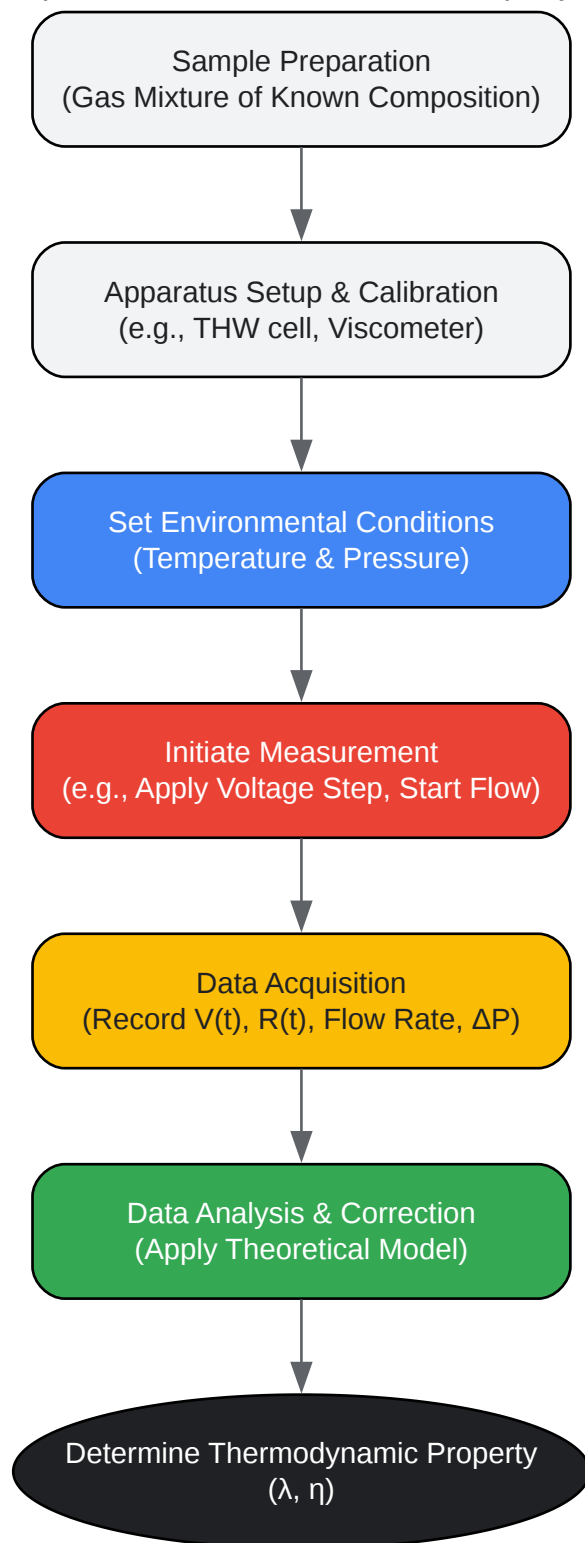 Sample Preparation
(Gas Mixture of Known Composition)
Apparatus Setup & Calibration
(e.g., THW cell, Viscometer)
Set Environmental Conditions
(Temperature & Pressure)
Initiate Measurement
(e.g., Apply Voltage Step, Start Flow)
Data Acquisition
(Record V(t), R(t), Flow Rate, ΔP)
Data Analysis & Correction
(Apply Theoretical Model)
Determine Thermodynamic Property
(λ, η)